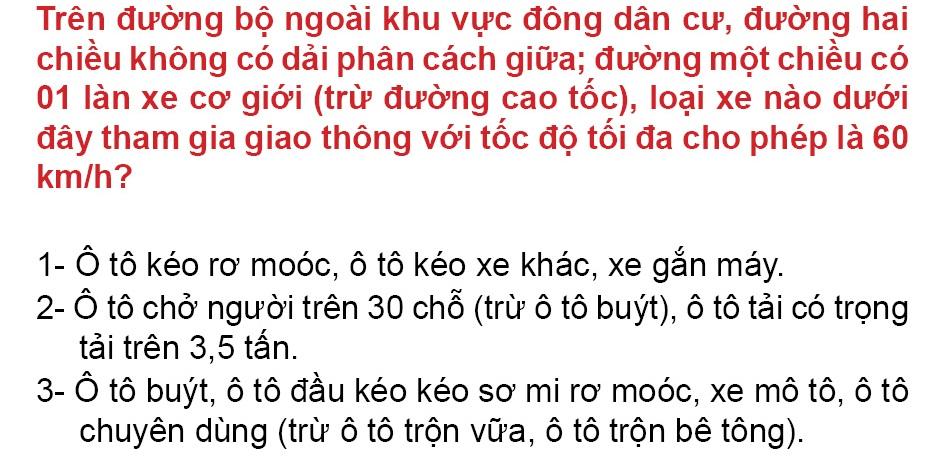 Trên đường bộ ngoài khu vực đông dân cư, đường hai
chiều không có dải phân cách giữa; đường một chiều có
01 làn xe cơ giới (trừ đường cao tốc), loại xe nào dưới
đây tham gia giao thông với tốc độ tối đa cho phép là 60
km/h?
1- Ô tô kéo rơ moóc, ô tô kéo xe khác, xe gắn máy.
2- Ô tô chở người trên 30 chỗ (trừ ô tô buýt), ô tô tải có trọng
tải trên 3,5 tấn.
3- Ô tô buýt, ô tô đầu kéo kéo sơ mi rơ moóc, xe mô tô, ô tô
chuyên dùng (trừ ô tô trộn vữa, ô tô trộn bê tông).